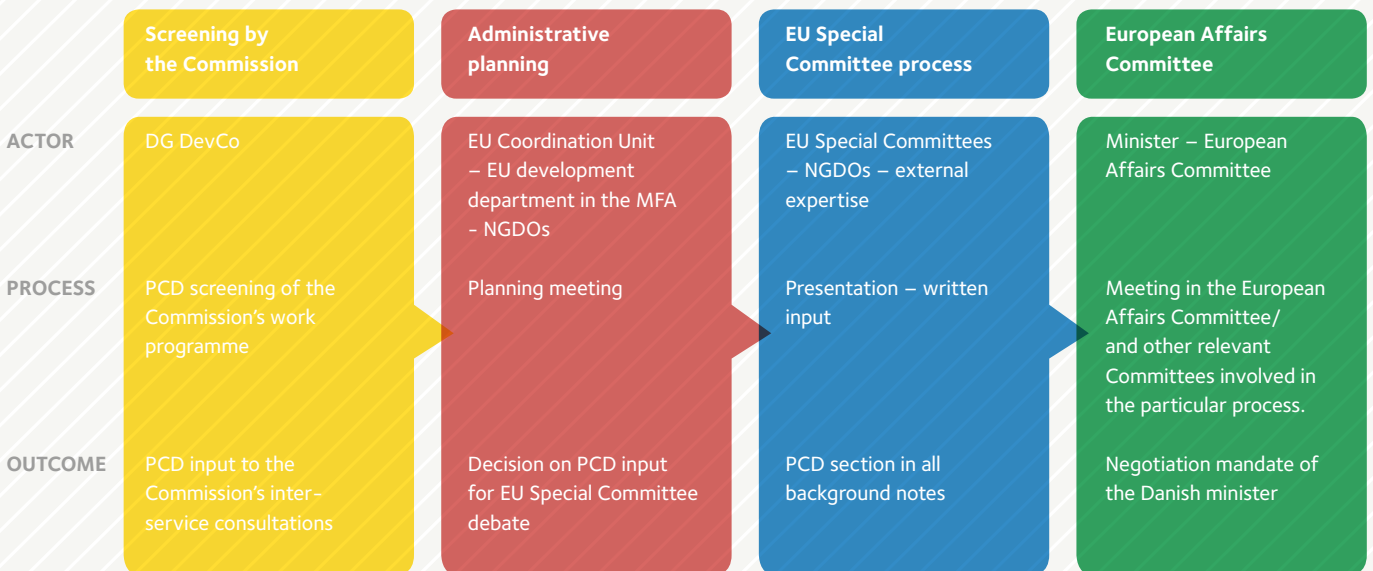 Screening by
the Commission
Administrative
planning
EU Special
Committee process
European Affairs
Committee
ACTOR
DG DevCo
EU Coordination Unit
– EU development
department in the MFA
- NGDOs
EU Special Committees
– NGDOs – external
expertise
Minister – European
Affairs Committee
PROCESS
PCD screening of the
Commission's work
programme
Planning meeting
Presentation – written
input
Meeting in the European
Affairs Committee/
and other relevant
Committees involved in
the particular process.
OUTCOME
PCD input to the
Commission's inter-
service consultations
Decision on PCD input
for EU Special Committee
debate
PCD section in all
background notes
Negotiation mandate of
the Danish minister